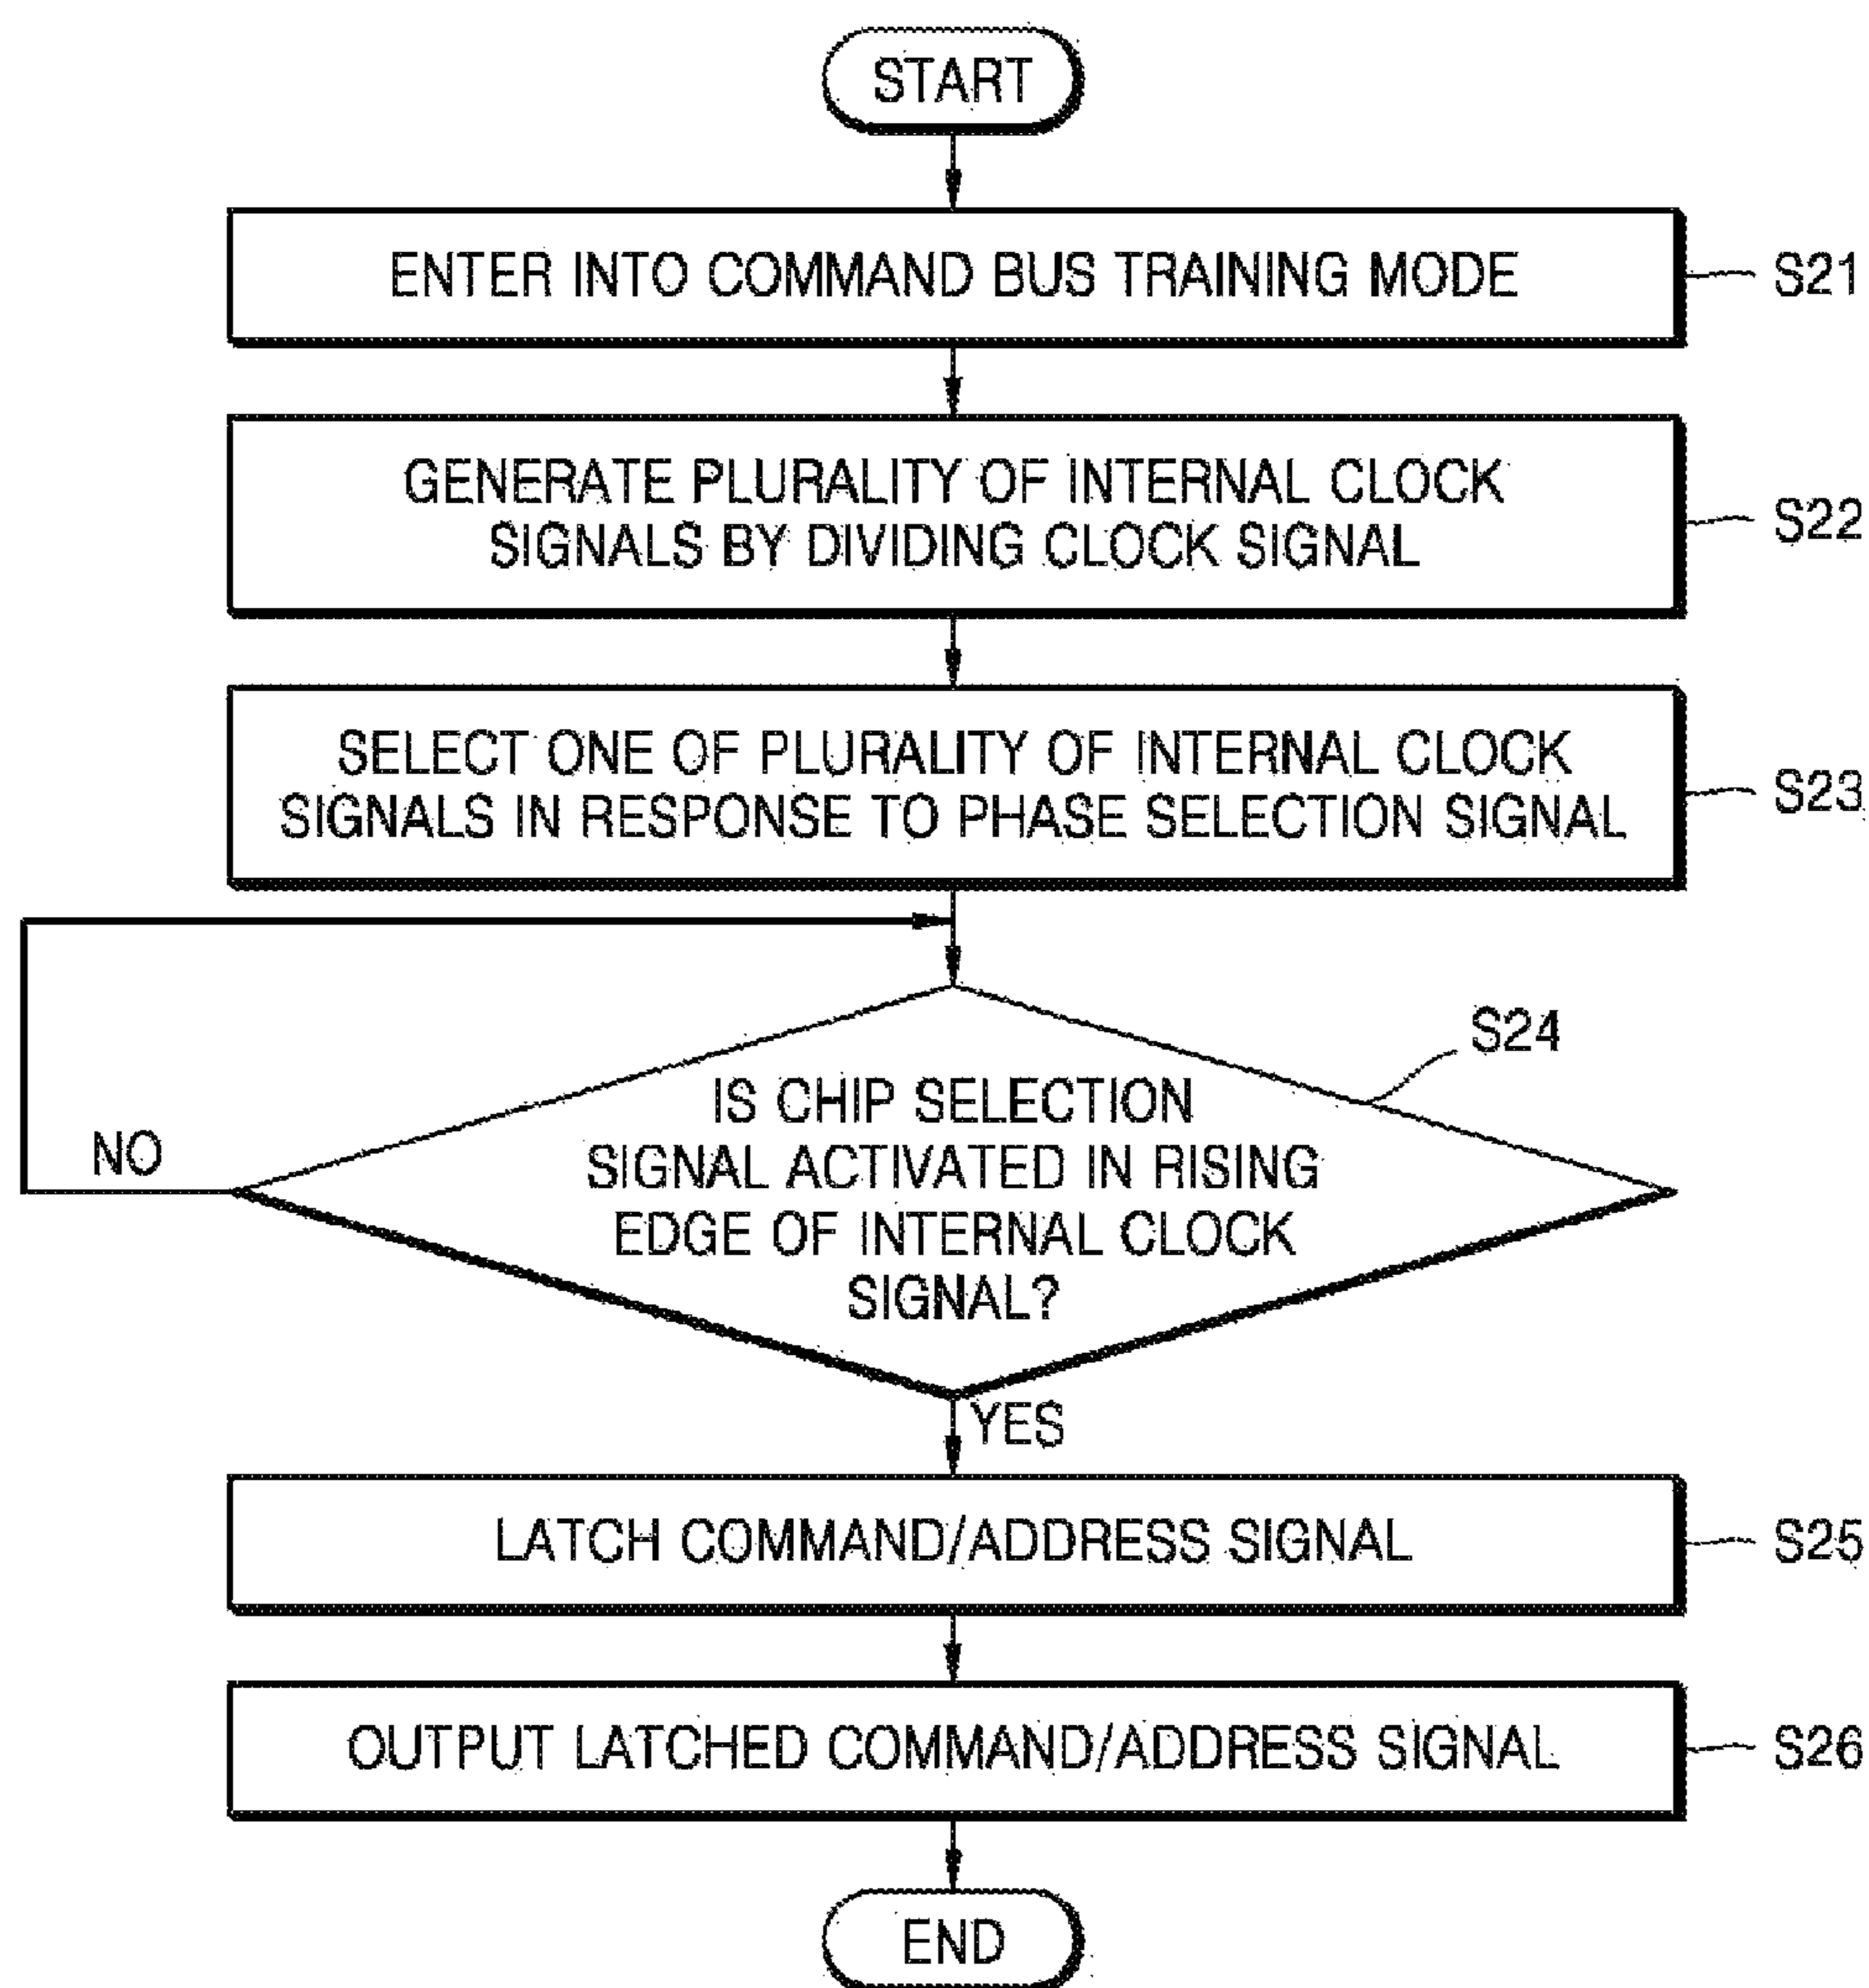 START
ENTER INTO COMMAND BUS TRAINING MODE
S21
GENERATE PLURALITY OF INTERNAL CLOCK
SIGNALS BY DIVIDING CLOCK SIGNAL
S22
SELECT ONE OF PLURALITY OF INTERNAL CLOCK
SIGNALS IN RESPONSE TO PHASE SELECTION SIGNAL
S23
S24
IS CHIP SELECTION
SIGNAL ACTIVATED IN RISING
EDGE OF INTERNAL CLOCK
SIGNAL?
NO
YES
LATCH COMMAND/ADDRESS SIGNAL
S25
OUTPUT LATCHED COMMAND/ADDRESS SIGNAL
S26
END